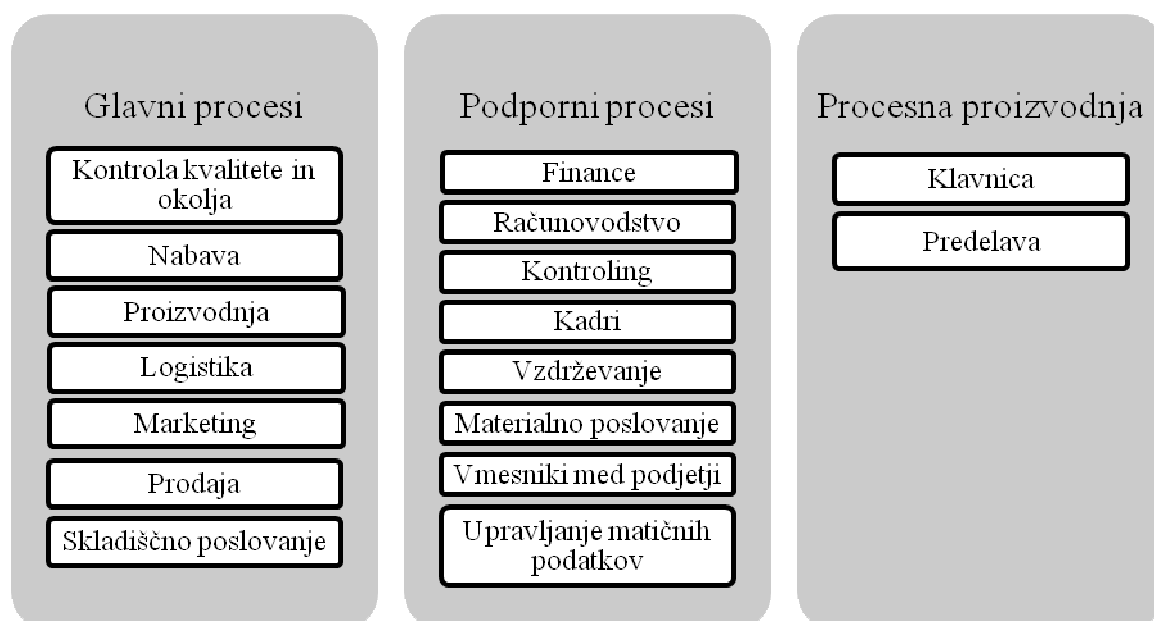 Glavni procesi
Kontrola kvalitete in
okolja
Nabava
Proizvodnja
Logistika
Marketing
Prodaja
Skladiščno poslovanje
Podporni procesi
Finance
Računovodstvo
Kontroling
Kadri
Vzdrževanje
Materialno poslovanje
Vmesniki med podjetji
Upravljanje matičnih
podatkov
Procesna proizvodnja
Klavnica
Predelava